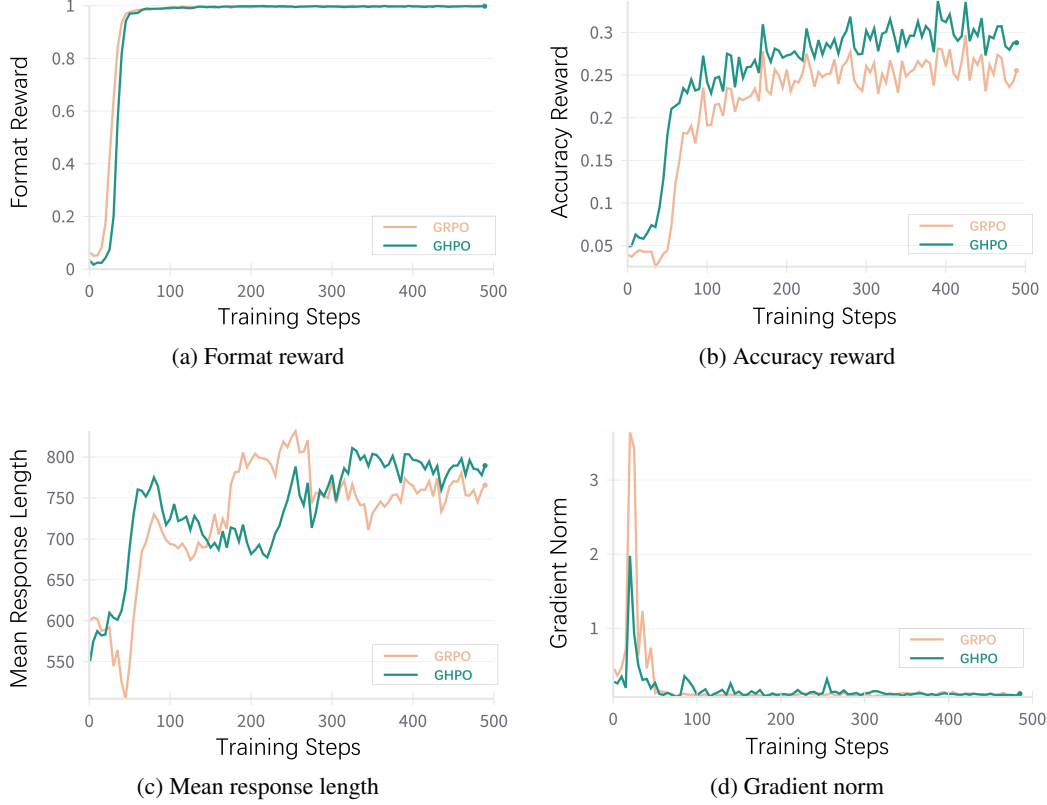 Format Reward
1
0.8
0.6
0.4
0.2
0
GRPO
GHPO
0 100 200 300 400 500
Training Steps
(a) Format reward
Accuracy Reward
0.3
0.25
0.2
0.15
0.1
0.05
GRPO
GHPO
0 100 200 300 400 500
Training Steps
(b) Accuracy reward
Mean Response Length
800
750
700
650
600
550
GRPO
GHPO
0 100 200 300 400 500
Training Steps
(c) Mean response length
Gradient Norm
3
2
1
GRPO
GHPO
0 100 200 300 400 500
Training Steps
(d) Gradient norm